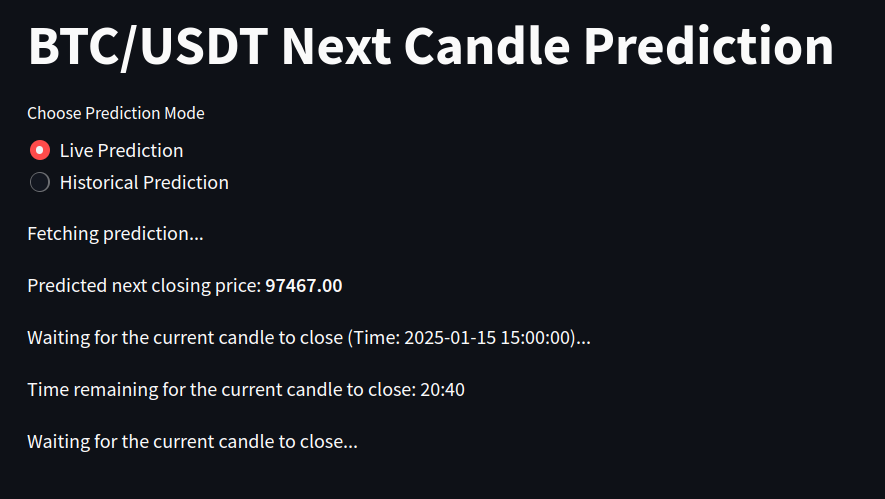 BTC/USDT Next Candle Prediction
Choose Prediction Mode
Live Prediction
Historical Prediction
Fetching prediction...
Predicted next closing price: 97467.00
Waiting for the current candle to close (Time: 2025-01-15 15:00:00)...
Time remaining for the current candle to close: 20:40
Waiting for the current candle to close...